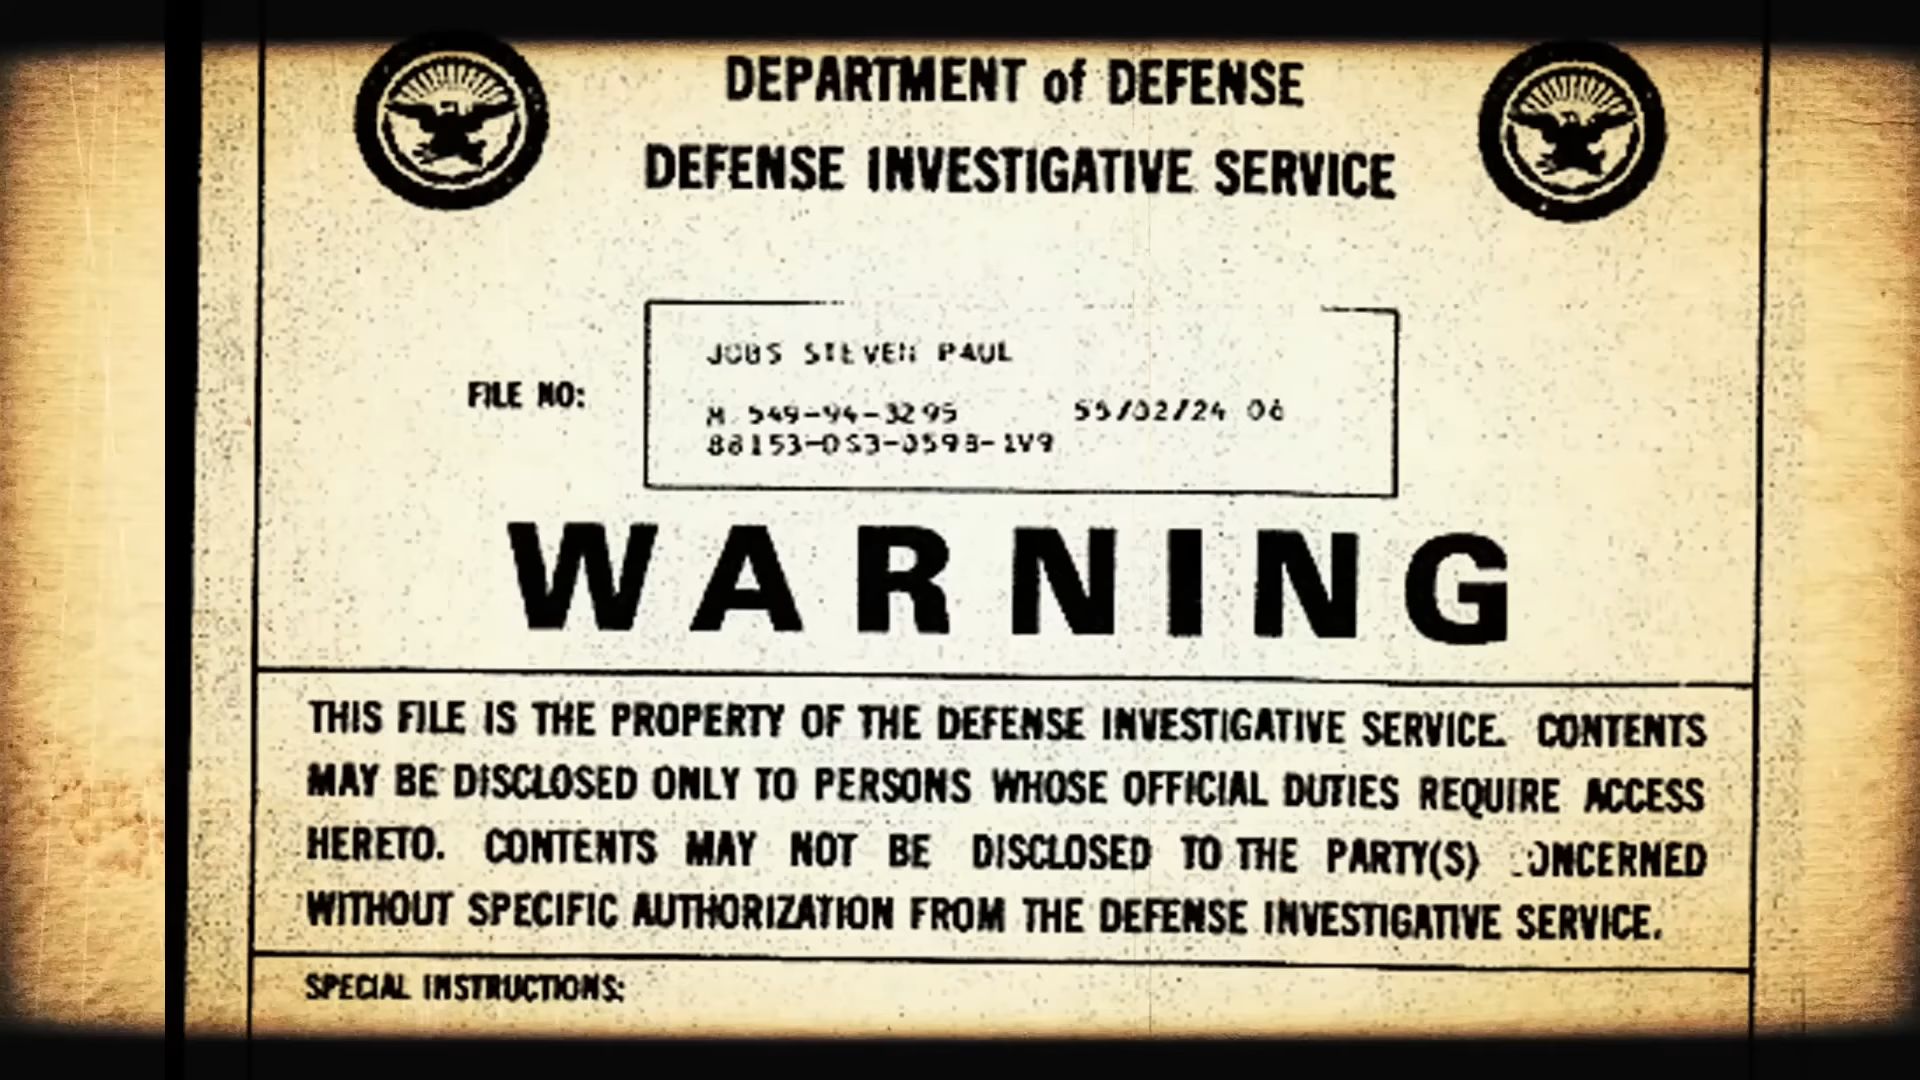 DEPARTMENT of DEFENSE
DEFENSE INVESTIGATIVE SERVICE
JOBS STEVEN PAUL
FILE NO:
M 549-94-3295 55/02/24 06
WARNING
THIS FILE IS THE PROPERTY OF THE DEFENSE INVESTIGATIVE SERVICE. CONTENTS
MAY BE DISCLOSED ONLY TO PERSONS WHOSE OFFICIAL DUTIES REQUIRE ACCESS
HERETO. CONTENTS MAY NOT BE DISCLOSED TO THE PARTY(S) CONCERNED
WITHOUT SPECIFIC AUTHORIZATION FROM THE DEFENSE INVESTIGATIVE SERVICE.
SPECIAL INSTRUCTIONS: